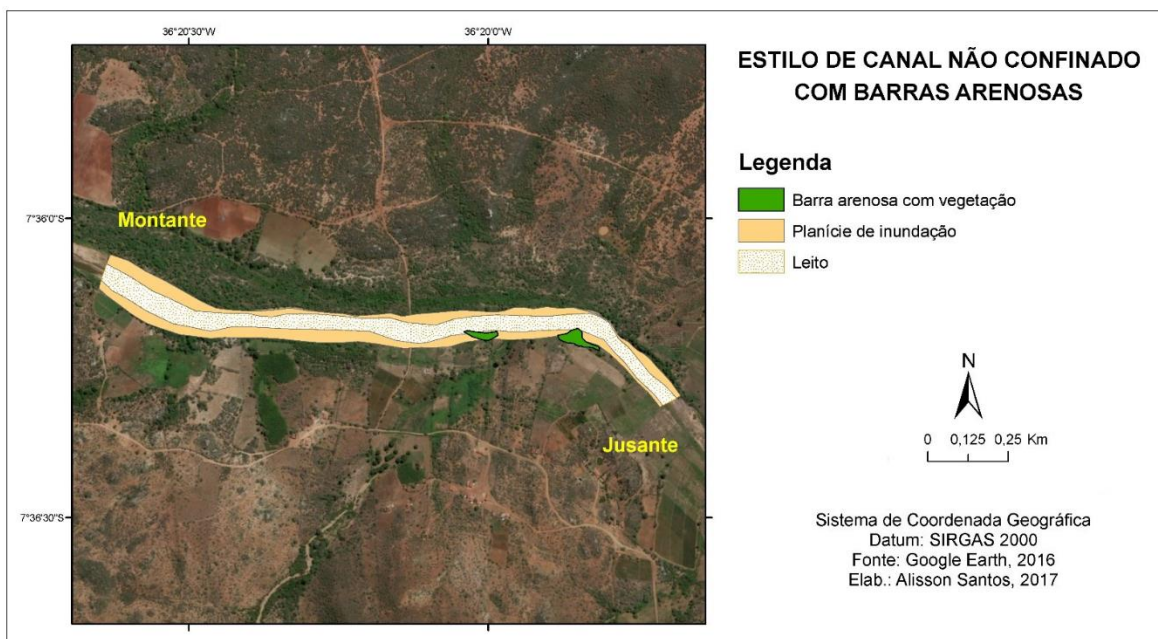 36°20'30"W
36°20'0"W
ESTILO DE CANAL NÃO CONFINADO
COM BARRAS ARENOSAS
Legenda
Barra arenosa com vegetação
Planície de inundação
Leito
7°36'0"S
Montante
Jusante
7°36'30"S
N
0 0,125 0,25 Km
Sistema de Coordenada Geográfica
Datum: SIRGAS 2000
Fonte: Google Earth, 2016
Elab.: Alisson Santos, 2017